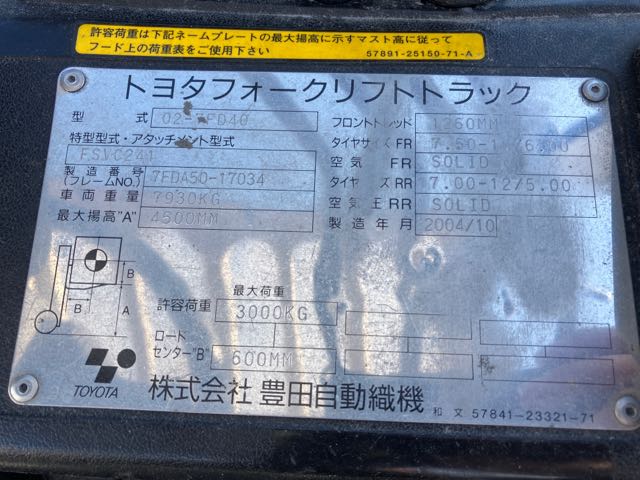 許容荷重は下記ネームプレートの最大揚高に示すマスト高に従って
フード上の荷重表をご使用下さい
57891-25150-71-A
トヨタフォークリフトトラック
型 式 02-7FD40
特型型式・アタッチメント型式
FSVC241
製造番号 (フレームNO.) 7FDA50-17034
車両重量 7930KG
最大揚高"A" 4500MM
フロントトレッド 1260MM
タイヤサイズ FR
空気 FR SOLID
タイヤ ズ RR 7.00-12/5.00
空気 RR SOLID
製造年月 2004/10
B
B
A
最大荷重
許容荷重 3000KG
ロード
センター"B" 600MM
TOYOTA
株式会社 豊田自動織機
和文 57841-23321-71